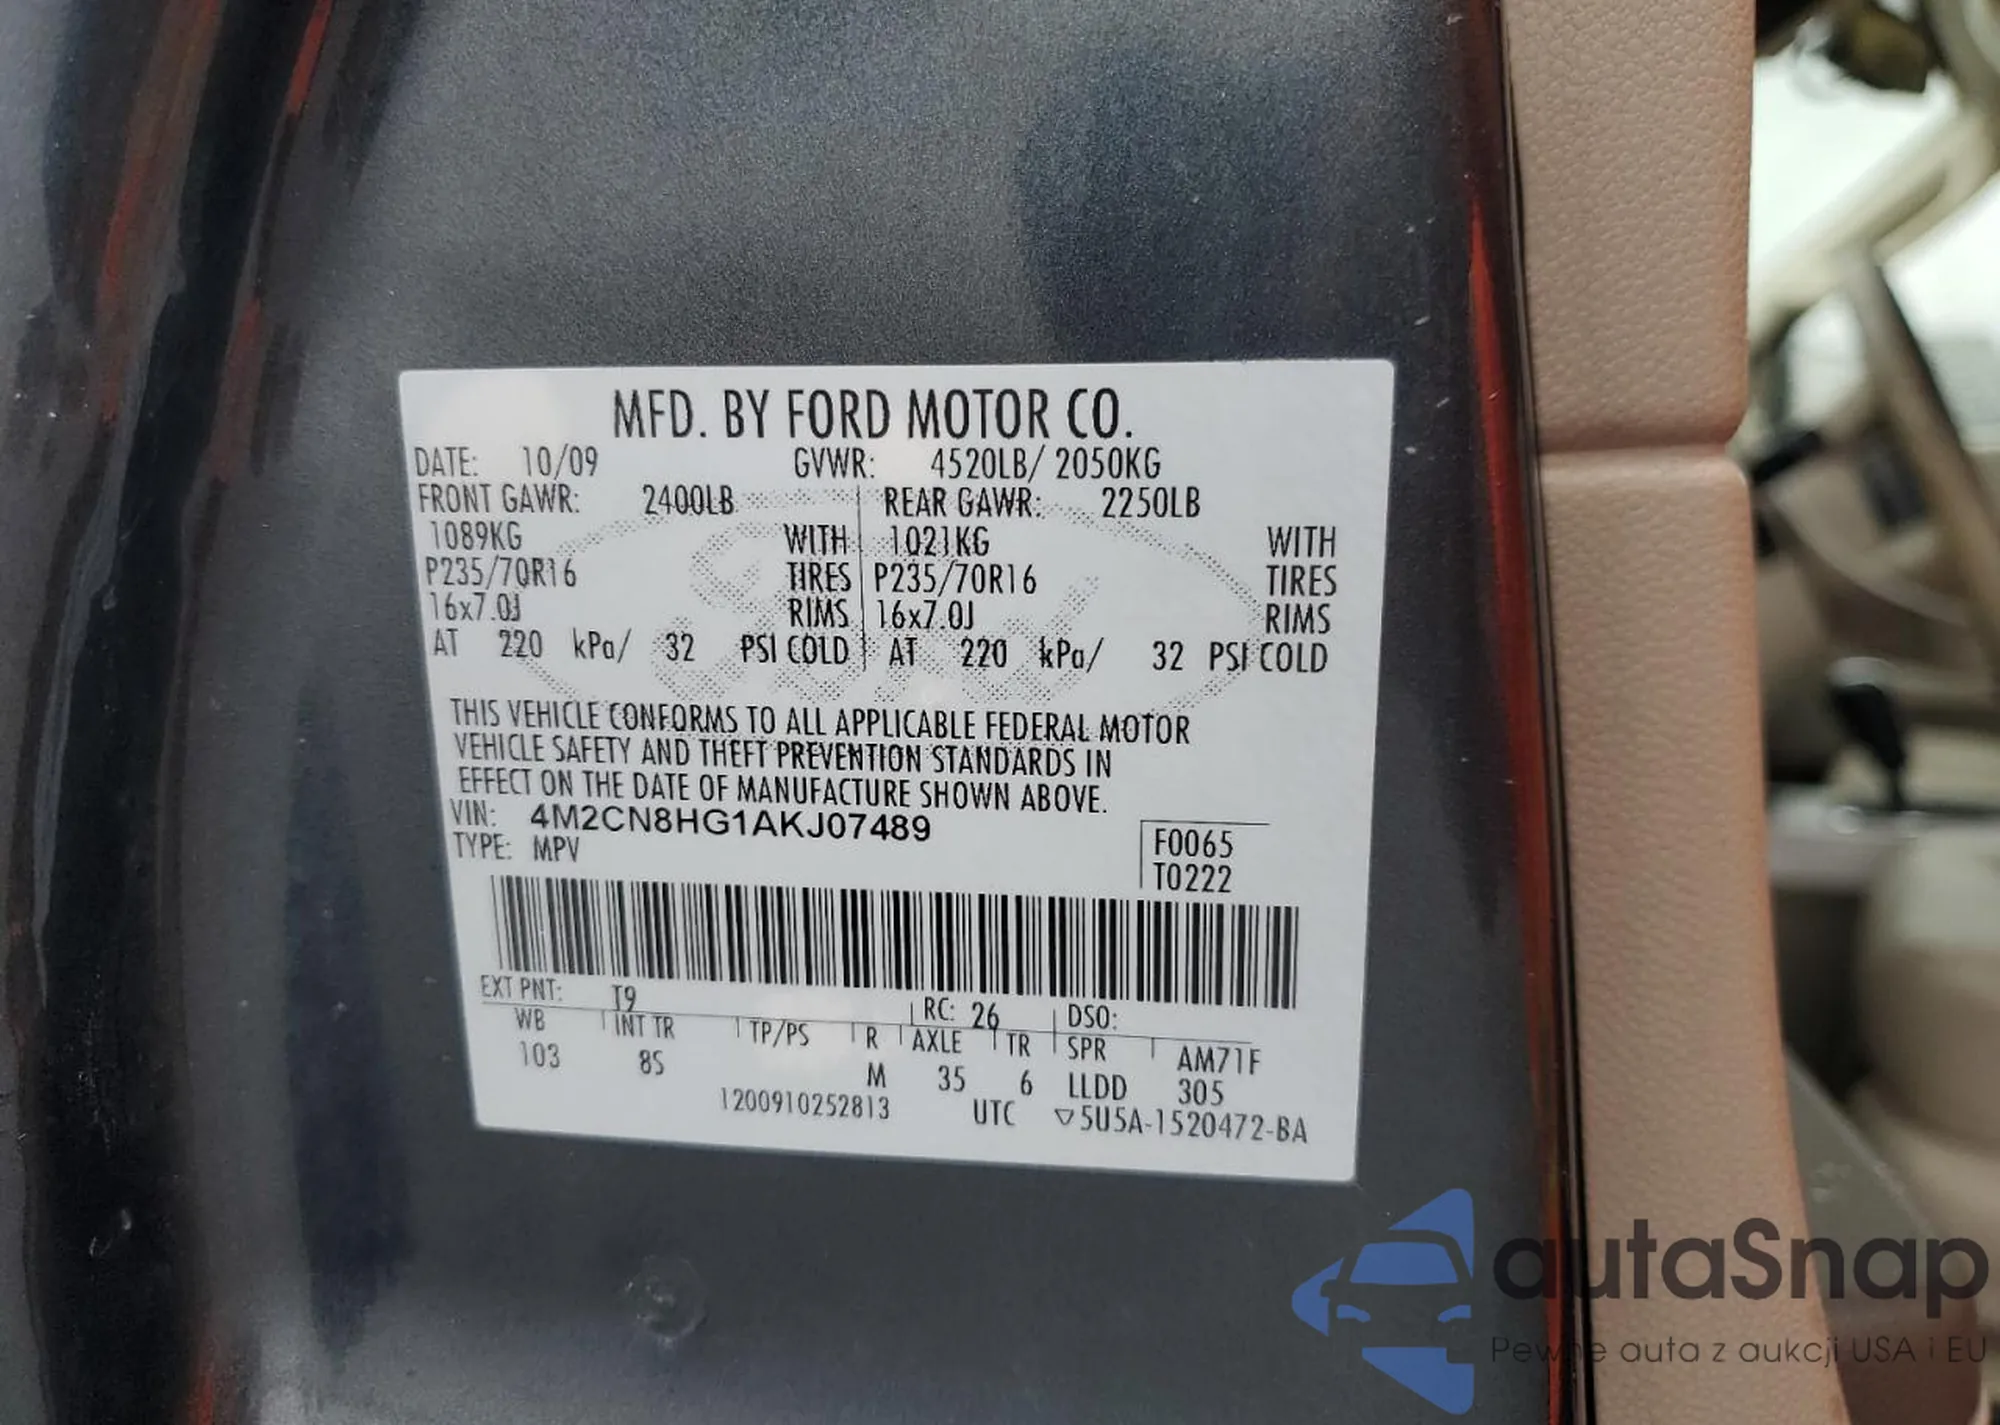 MFD. BY FORD MOTOR CO.
DATE: 10/09 GVWR: 4520LB/ 2050KG
FRONT GAWR: 2400LB REAR GAWR: 2250LB
1089KG WITH 1021KG WITH
P235/70R16 TIRES P235/70R16 TIRES
16x7.0J RIMS 16x7.0J RIMS
AT 220 kPa/ 32 PSI COLD AT 220 kPa/ 32 PSI COLD
THIS VEHICLE CONFORMS TO ALL APPLICABLE FEDERAL MOTOR
VEHICLE SAFETY AND THEFT PREVENTION STANDARDS IN
EFFECT ON THE DATE OF MANUFACTURE SHOWN ABOVE.
VIN: 4M2CN8HG1AKJ07489
TYPE: MPV
F0065
T0222
EXT PNT: T9 RC: 26 DSO:
WB INT TR TP/PS R AXLE TR SPR AM71F
103 8S M 35 6 LLDD 305
1200910252813 UTC ▽5U5A-1520472-BA
autaSnap
Pewne auta z aukcji USA i EU